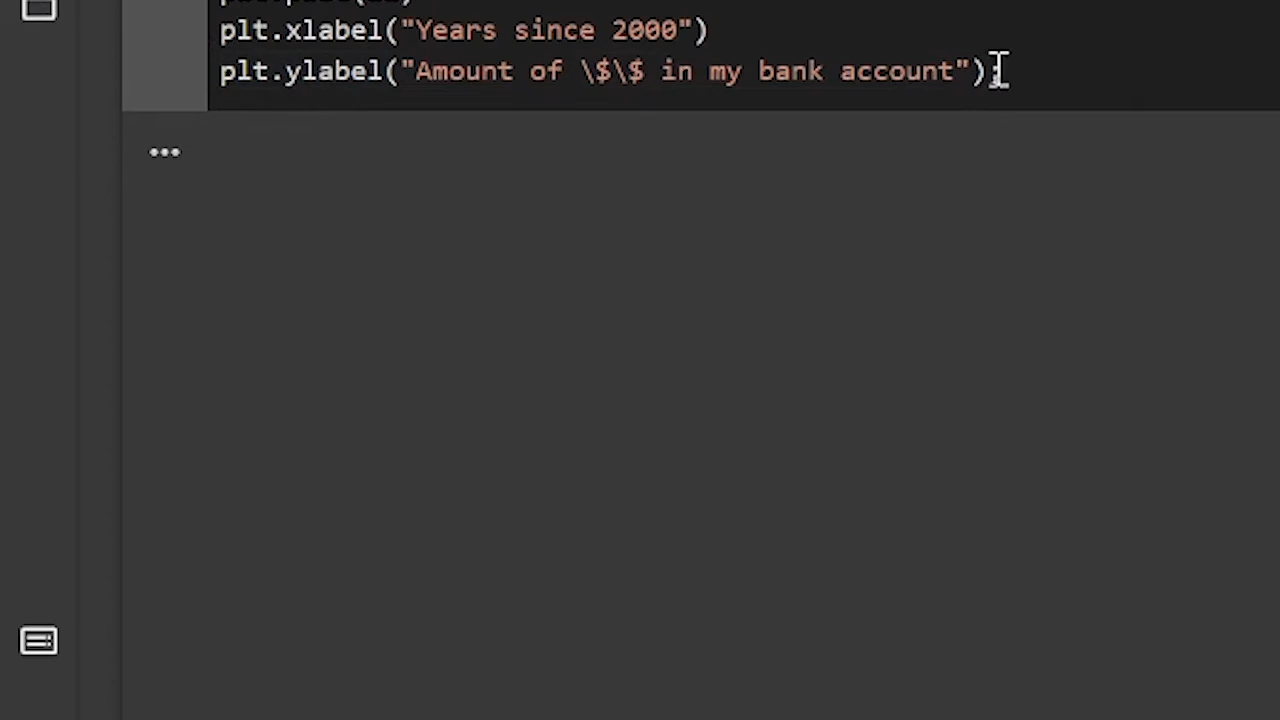 plt.xlabel("Years since 2000")
plt.ylabel("Amount of \$\$ in my bank account");